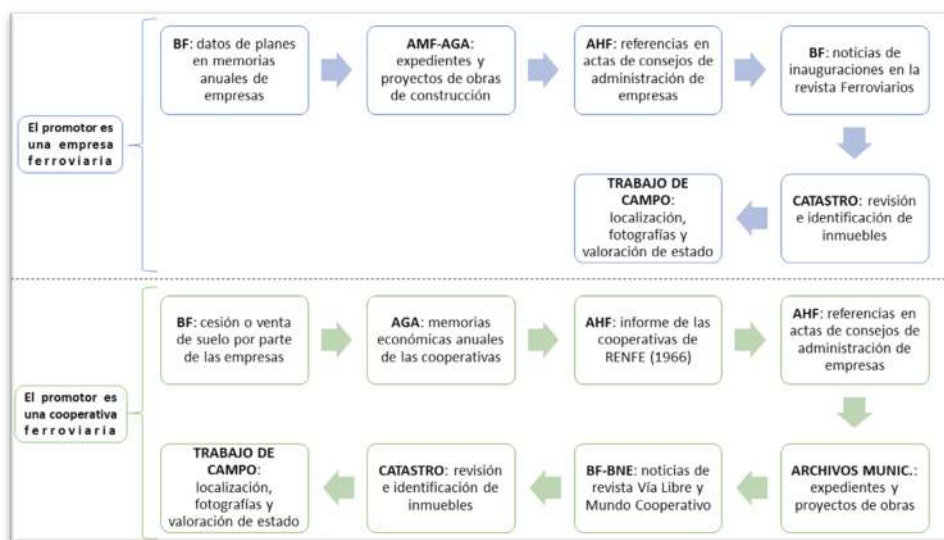 El promotor es
una empresa
ferroviaria
BF: datos de planes
en memorias
anuales de
empresas
AMF-AGA:
expedientes y
proyectos de obras
de construcción
AHF: referencias en
actas de consejos de
administración de
empresas
BF: noticias de
inauguraciones en la
revista Ferroviarios
CATASTRO: revisión
e identificación de
inmuebles
TRABAJO DE
CAMPO:
localización,
fotografías y
valoración de estado
El promotor es
una cooperativa
ferroviaria
BF: cesión o venta
de suelo por parte
de las empresas
AGA: memorias
económicas anuales
de las cooperativas
AHF: informe de las
cooperativas de
RENFE (1966)
AHF: referencias en
actas de consejos de
administración de
empresas
ARCHIVOS MUNIC.:
expedientes y
proyectos de obras
BF-BNE: noticias de
revista Vía Libre y
Mundo Cooperativo
CATASTRO: revisión
e identificación de
inmuebles
TRABAJO DE
CAMPO:
localización,
fotografías y
valoración de estado